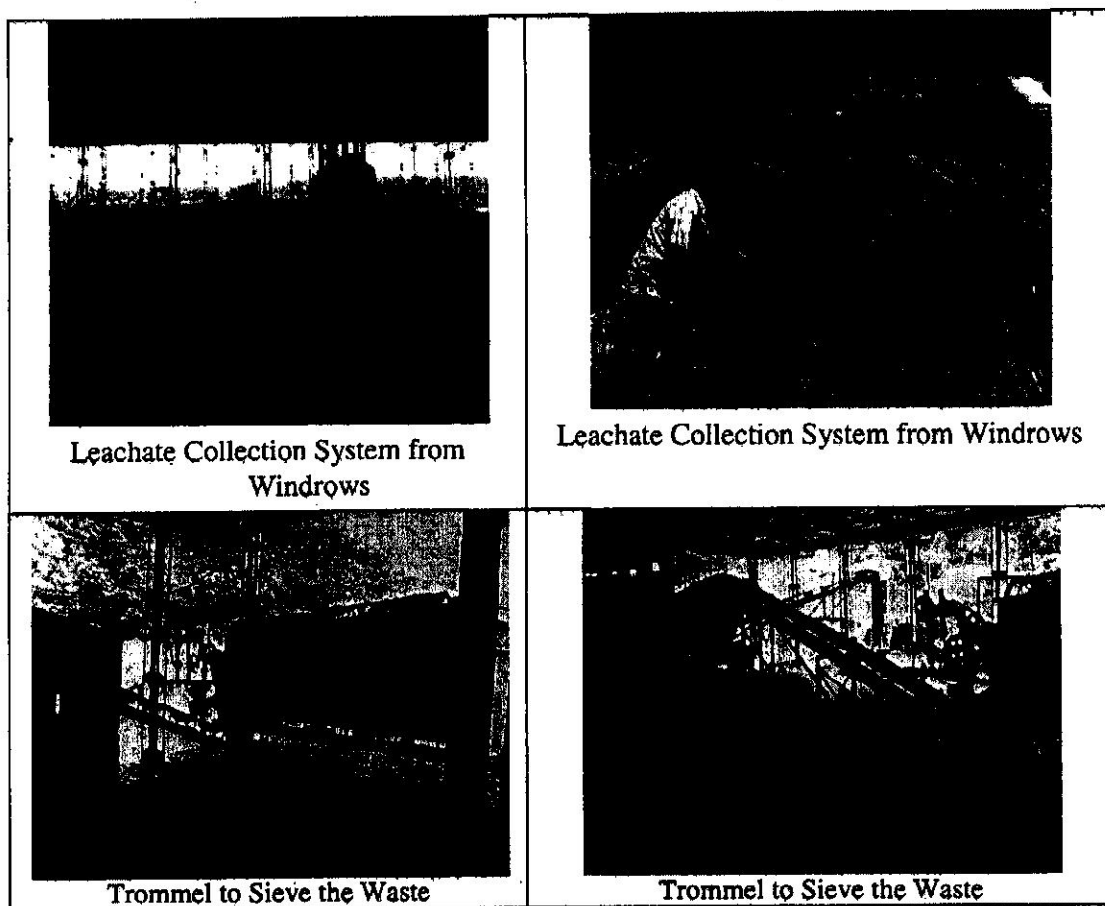 Leachate Collection System from
Windrows
Leachate Collection System from Windrows
Trommel to Sieve the Waste
Trommel to Sieve the Waste